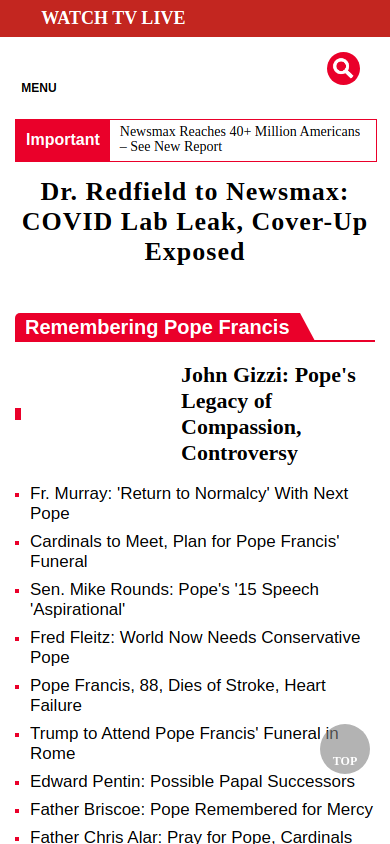 WATCH TV LIVE
MENU
Important
Newsmax Reaches 40+ Million Americans
– See New Report
Dr. Redfield to Newsmax:
COVID Lab Leak, Cover-Up
Exposed
Remembering Pope Francis
John Gizzi: Pope's
Legacy of
Compassion,
Controversy
Fr. Murray: 'Return to Normalcy' With Next
Pope
Cardinals to Meet, Plan for Pope Francis'
Funeral
Sen. Mike Rounds: Pope's '15 Speech
'Aspirational'
Fred Fleitz: World Now Needs Conservative
Pope
Pope Francis, 88, Dies of Stroke, Heart
Failure
Trump to Attend Pope Francis' Funeral in
Rome
TOP
Edward Pentin: Possible Papal Successors
Father Briscoe: Pope Remembered for Mercy
Father Chris Alar: Pray for Pope, Cardinals